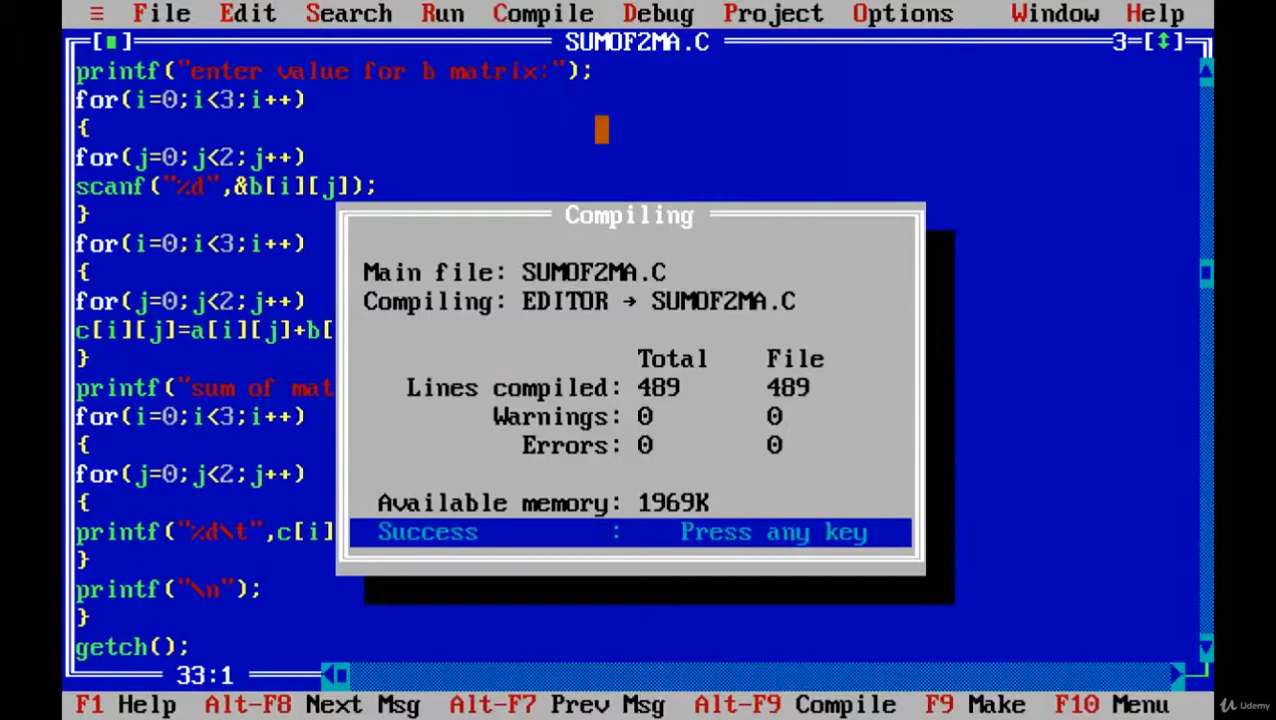 ≡ File Edit Search Run Compile Debug Project Options Window Help
[■] SUMOF2MA.C 3=[↕]
printf("enter value for b matrix:");
for(i=0;i<3;i++)
{
for(j=0;j<2;j++)
scanf("%d",&b[i][j]);
}
for(i=0;i<3;i++)
{
for(j=0;j<2;j++)
c[i][j]=a[i][j]+b[
}
printf("sum of mat
for(i=0;i<3;i++)
{
for(j=0;j<2;j++)
{
printf("%d\t",c[i]
}
printf("\n");
}
getch();
Compiling
Main file: SUMOF2MA.C
Compiling: EDITOR → SUMOF2MA.C
Total File
Lines compiled: 489 489
Warnings: 0 0
Errors: 0 0
Available memory: 1969K
Success : Press any key
33:1
F1 Help Alt-F8 Next Msg Alt-F7 Prev Msg Alt-F9 Compile F9 Make F10 Menu
Udemy